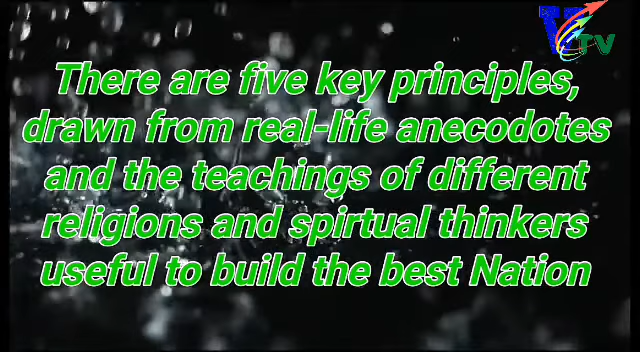 TV
There are five key principles,
drawn from real-life anecodotes
and the teachings of different
religions and spirtual thinkers
useful to build the best Nation